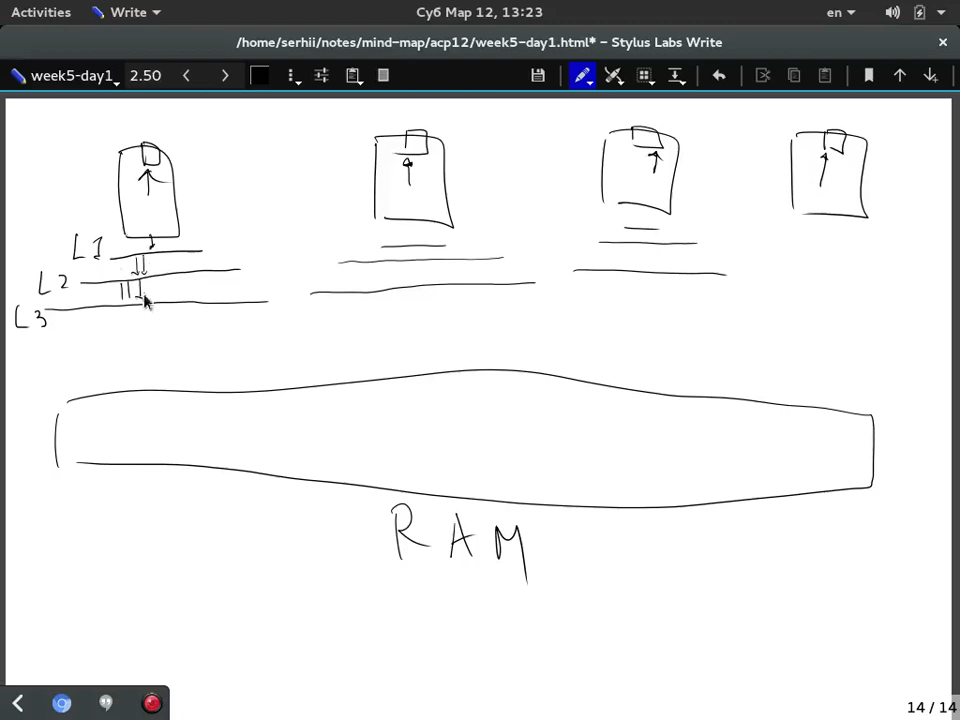 Activities
Write
Суб Мар 12, 13:23
en
/home/serhii/notes/mind-map/acp12/week5-day1.html* – Stylus Labs Write
week5-day1
2.50
L1
L2
L3
RAM
14 / 14